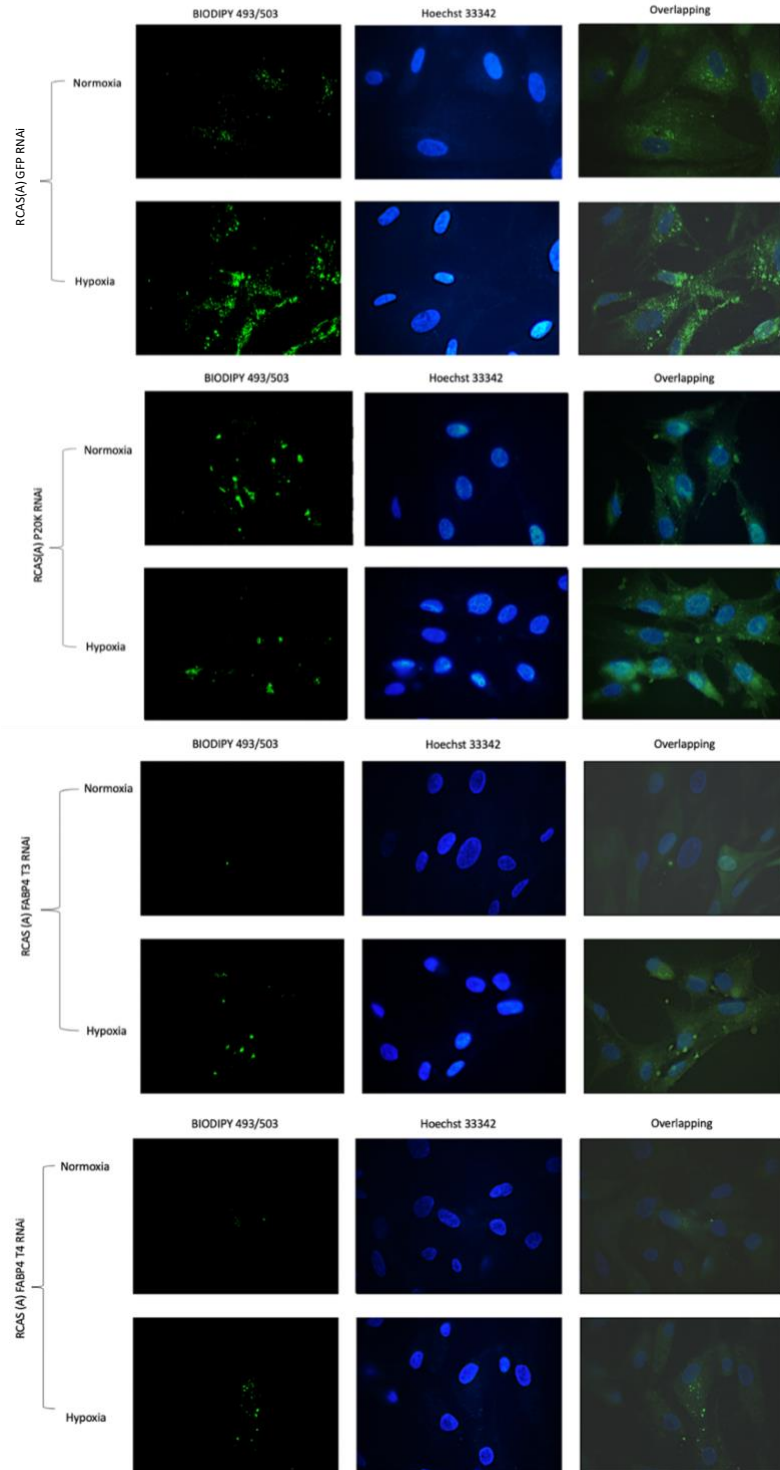 BIODIPY 493/503 Hoechst 33342 Overlapping
RCAS(A) GFP RNAi
Normoxia
Hypoxia
BIODIPY 493/503 Hoechst 33342 Overlapping
RCAS(A) P20K RNAi
Normoxia
Hypoxia
BIODIPY 493/503 Hoechst 33342 Overlapping
RCAS (A) FABP4 T3 RNAi
Normoxia
Hypoxia
BIODIPY 493/503 Hoechst 33342 Overlapping
RCAS (A) FABP4 T4 RNAi
Normoxia
Hypoxia